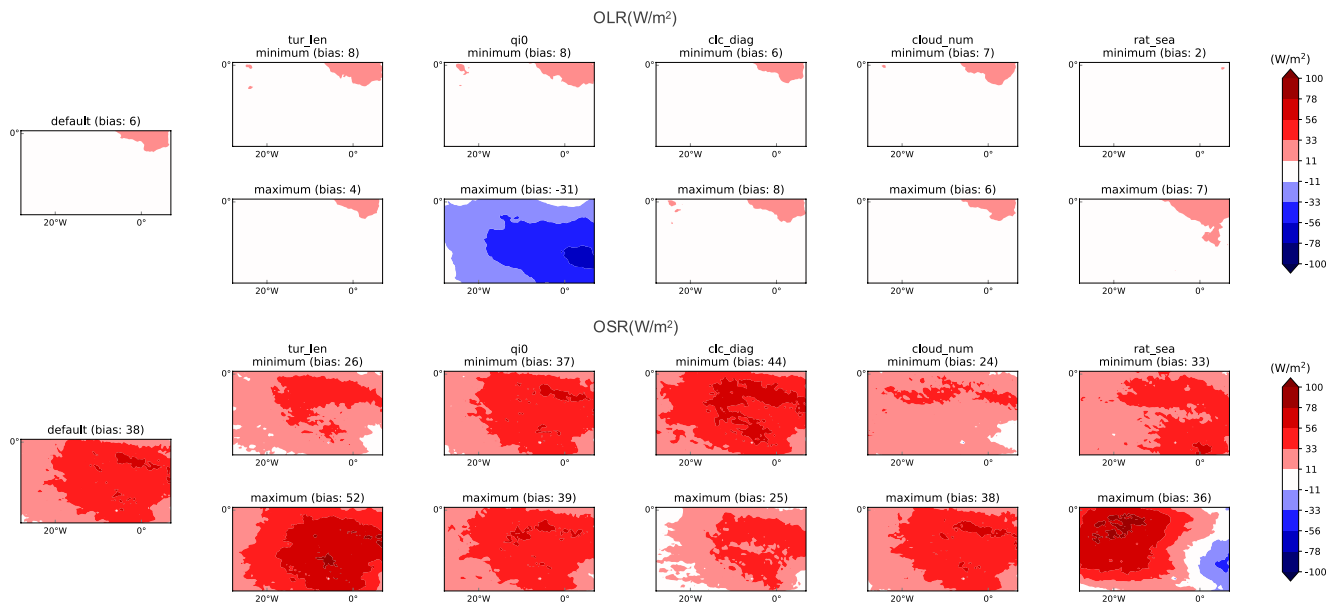 OLR(W/m²)
tur_len
minimum (bias: 8)
qi0
minimum (bias: 8)
clc_diag
minimum (bias: 6)
cloud_num
minimum (bias: 7)
rat_sea
minimum (bias: 2)
(W/m²)
0°
0°
0°
0°
0°
100
78
56
33
11
-11
-33
-56
-78
-100
20°W 0°
20°W 0°
20°W 0°
20°W 0°
20°W 0°
default (bias: 6)
0°
20°W 0°
maximum (bias: 4)
maximum (bias: -31)
maximum (bias: 8)
maximum (bias: 6)
maximum (bias: 7)
0°
0°
0°
0°
0°
20°W 0°
20°W 0°
20°W 0°
20°W 0°
20°W 0°
OSR(W/m²)
tur_len
minimum (bias: 26)
qi0
minimum (bias: 37)
clc_diag
minimum (bias: 44)
cloud_num
minimum (bias: 24)
rat_sea
minimum (bias: 33)
(W/m²)
0°
0°
0°
0°
0°
100
78
56
33
11
-11
-33
-56
-78
-100
20°W 0°
20°W 0°
20°W 0°
20°W 0°
20°W 0°
default (bias: 38)
0°
20°W 0°
maximum (bias: 52)
maximum (bias: 39)
maximum (bias: 25)
maximum (bias: 38)
maximum (bias: 36)
0°
0°
0°
0°
0°
20°W 0°
20°W 0°
20°W 0°
20°W 0°
20°W 0°